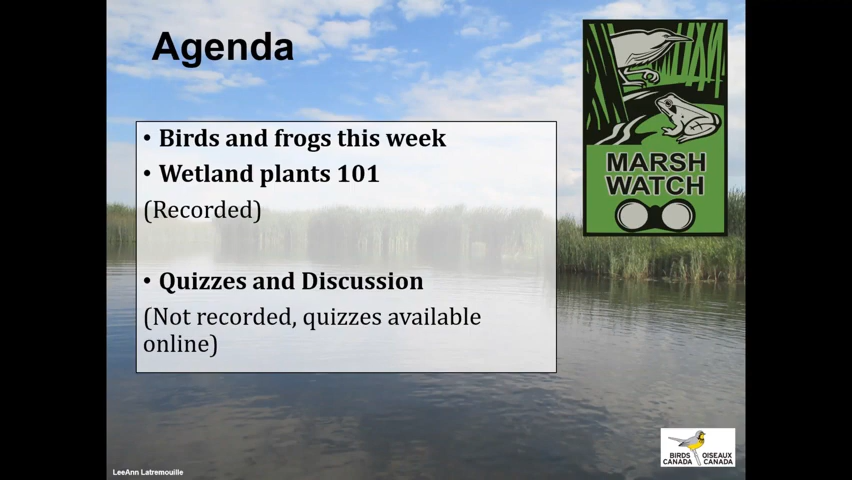 Agenda
• Birds and frogs this week
• Wetland plants 101
(Recorded)
• Quizzes and Discussion
(Not recorded, quizzes available
online)
MARSH
WATCH
BIRDS OISEAUX
CANADA CANADA
LeeAnn Latremouille